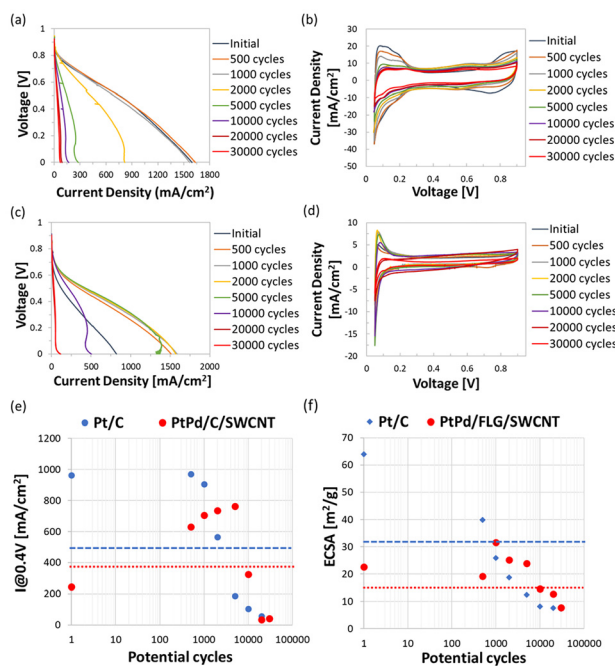 (a)
Voltage [V]
1
0.8
0.6
0.4
0.2
0
0 300 600 900 1200 1500 1800
Current Density (mA/cm²)
Initial
500 cycles
1000 cycles
2000 cycles
5000 cycles
10000 cycles
20000 cycles
30000 cycles
(b)
Current Density
[mA/cm²]
30
20
10
0
-10
-20
-30
-40
-50
0 0.2 0.4 0.6 0.8 1
Voltage [V]
Initial
500 cycles
1000 cycles
2000 cycles
5000 cycles
10000 cycles
20000 cycles
30000 cycles
(c)
Voltage [V]
1
0.8
0.6
0.4
0.2
0
0 500 1000 1500 2000
Current Density [mA/cm²]
Initial
500 cycles
1000 cycles
2000 cycles
5000 cycles
10000 cycles
20000 cycles
30000 cycles
(d)
Current Density
[mA/cm²]
15
10
5
0
-5
-10
-15
-20
0 0.2 0.4 0.6 0.8 1
Voltage [V]
Initial
500 cycles
1000 cycles
2000 cycles
5000 cycles
10000 cycles
20000 cycles
30000 cycles
(e)
Pt/C PtPd/C/SWCNT
I@0.4V [mA/cm²]
1200
1000
800
600
400
200
0
1 10 100 1000 10000 100000
Potential cycles
(f)
Pt/C PtPd/FLG/SWCNT
ECSA [m²/g]
70
60
50
40
30
20
10
0
1 10 100 1000 10000 100000
Potential cycles